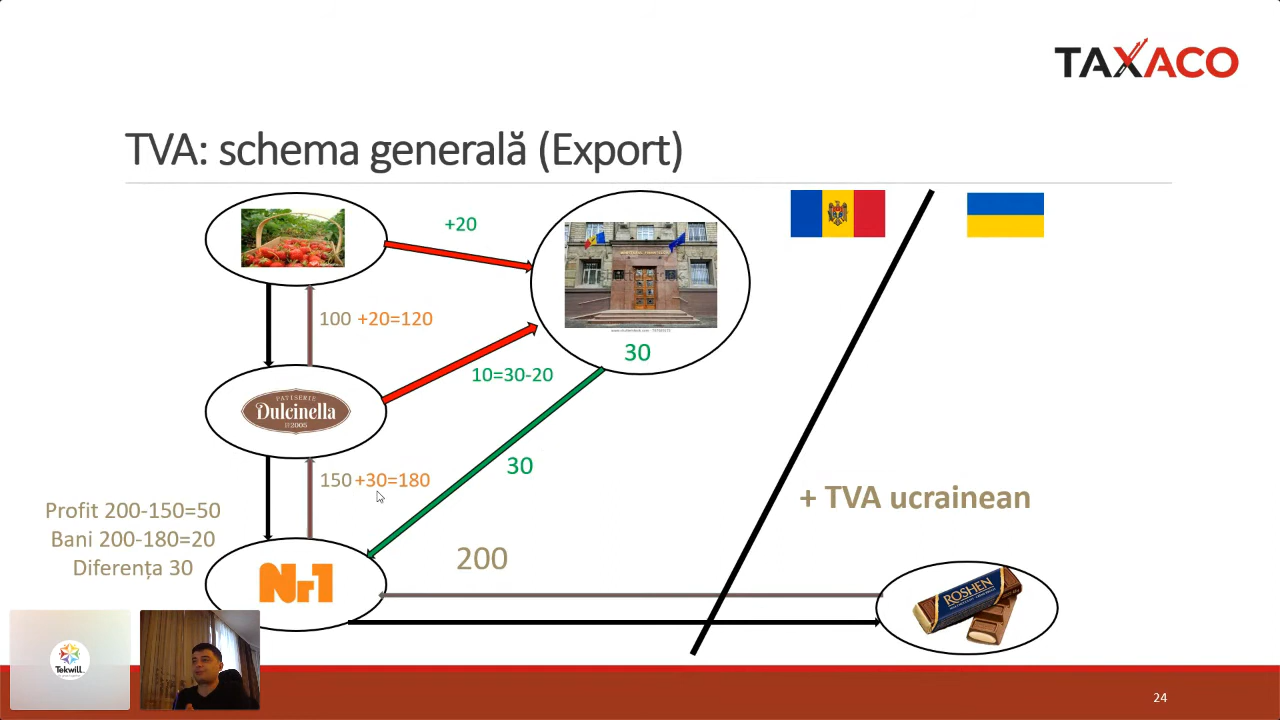 TAXACO
TVA: schema generală (Export)
+20
100 +20=120
30
10=30-20
PATISERIE
Dulcinella
30
150 +30=180
+ TVA ucrainean
Profit 200-150=50
Bani 200-180=20
Diferența 30
200
Nr1
ROSHEN
Tekwill
24